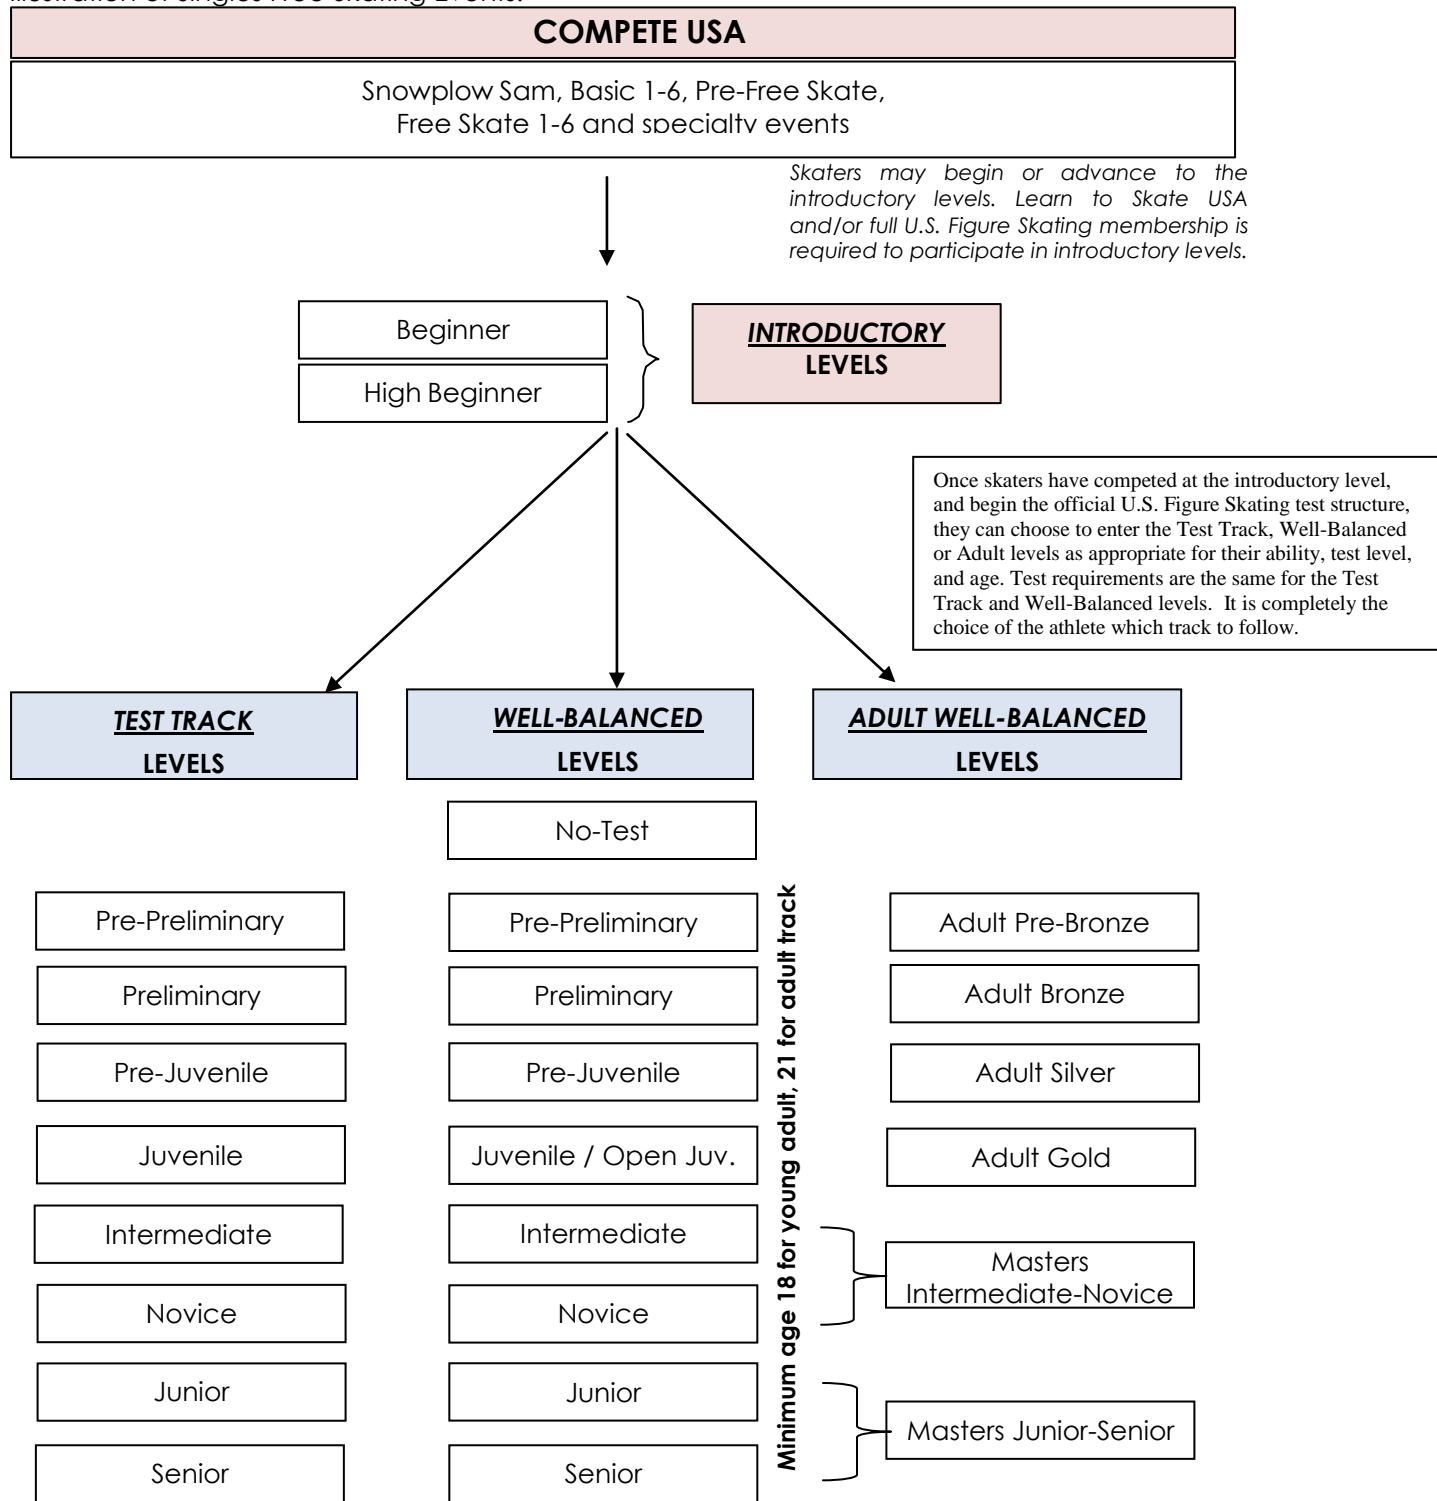 Illustration of Singles Free Skating Events:
COMPETE USA
Snowplow Sam, Basic 1-6, Pre-Free Skate,
Free Skate 1-6 and specialty events
Skaters may begin or advance to the
introductory levels. Learn to Skate USA
and/or full U.S. Figure Skating membership is
required to participate in introductory levels.
Beginner
High Beginner
INTRODUCTORY
LEVELS
Once skaters have competed at the introductory level,
and begin the official U.S. Figure Skating test structure,
they can choose to enter the Test Track, Well-Balanced
or Adult levels as appropriate for their ability, test level,
and age. Test requirements are the same for the Test
Track and Well-Balanced levels.  It is completely the
choice of the athlete which track to follow.
TEST TRACK
LEVELS
Pre-Preliminary
Preliminary
Pre-Juvenile
Juvenile
Intermediate
Novice
Junior
Senior
WELL-BALANCED
LEVELS
No-Test
Pre-Preliminary
Preliminary
Pre-Juvenile
Juvenile / Open Juv.
Intermediate
Novice
Junior
Senior
Minimum age 18 for young adult, 21 for adult track
ADULT WELL-BALANCED
LEVELS
Adult Pre-Bronze
Adult Bronze
Adult Silver
Adult Gold
Masters
Intermediate-Novice
Masters Junior-Senior